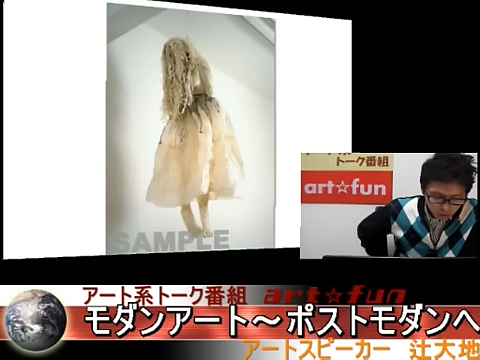 SAMPLE
トーク番組
art☆fun
アート系トーク番組 art☆fun
モダンアート～ポストモダンへ
アートスピーカー 辻大地